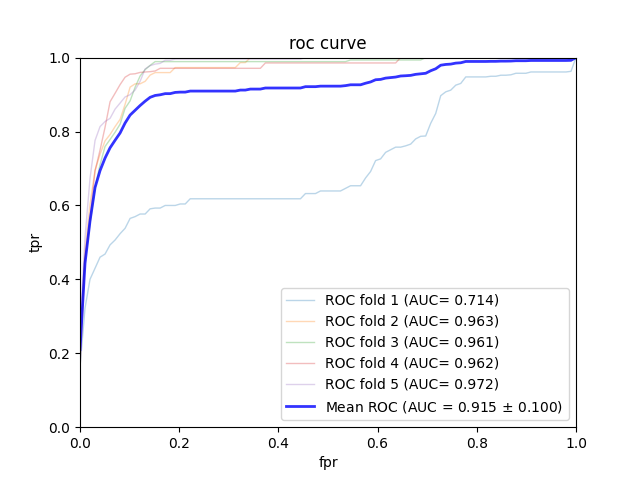 roc curve
1.0
0.8
0.6
0.4
0.2
0.0
tpr
ROC fold 1 (AUC= 0.714)
ROC fold 2 (AUC= 0.963)
ROC fold 3 (AUC= 0.961)
ROC fold 4 (AUC= 0.962)
ROC fold 5 (AUC= 0.972)
Mean ROC (AUC = 0.915 ± 0.100)
0.0 0.2 0.4 0.6 0.8 1.0
fpr